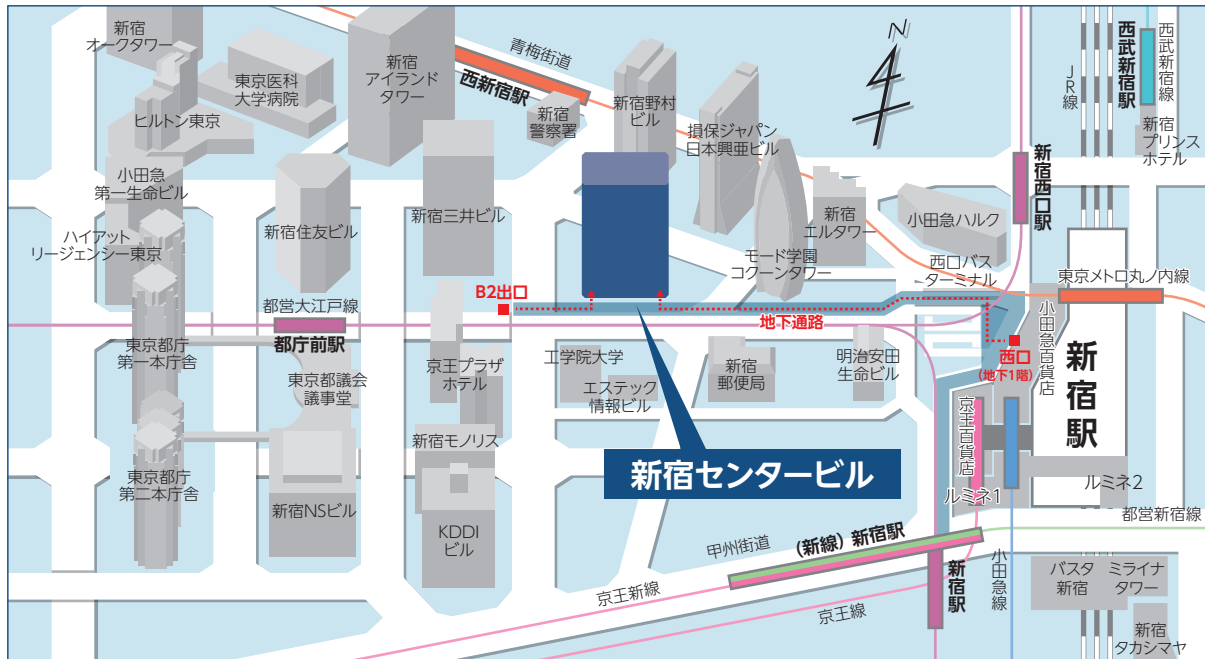 新宿
オークタワー
東京医科
大学病院
ヒルトン東京
新宿
アイランド
タワー
青梅街道
西新宿駅
新宿
警察署
新宿野村
ビル
損保ジャパン
日本興亜ビル
N
JR線
西武新宿駅
西武新宿線
新宿
プリンス
ホテル
小田急
第一生命ビル
ハイアット
リージェンシー東京
新宿住友ビル
新宿三井ビル
モード学園
コクーンタワー
新宿
エルタワー
小田急ハルク
新宿西口駅
西口バス
ターミナル
東京メトロ丸ノ内線
B2出口
都営大江戸線
都庁前駅
地下通路
東京都庁
第一本庁舎
東京都議会
議事堂
京王プラザ
ホテル
工学院大学
エステック
情報ビル
新宿
郵便局
明治安田
生命ビル
西口
(地下1階)
小田急百貨店
新宿駅
京王百貨店
新宿モノリス
新宿センタービル
東京都庁
第二本庁舎
新宿NSビル
KDDI
ビル
ルミネ1
ルミネ2
都営新宿線
甲州街道
(新線)新宿駅
新宿駅
小田急線
京王新線
京王線
バスタ
新宿
ミライナ
タワー
新宿
タカシマヤ